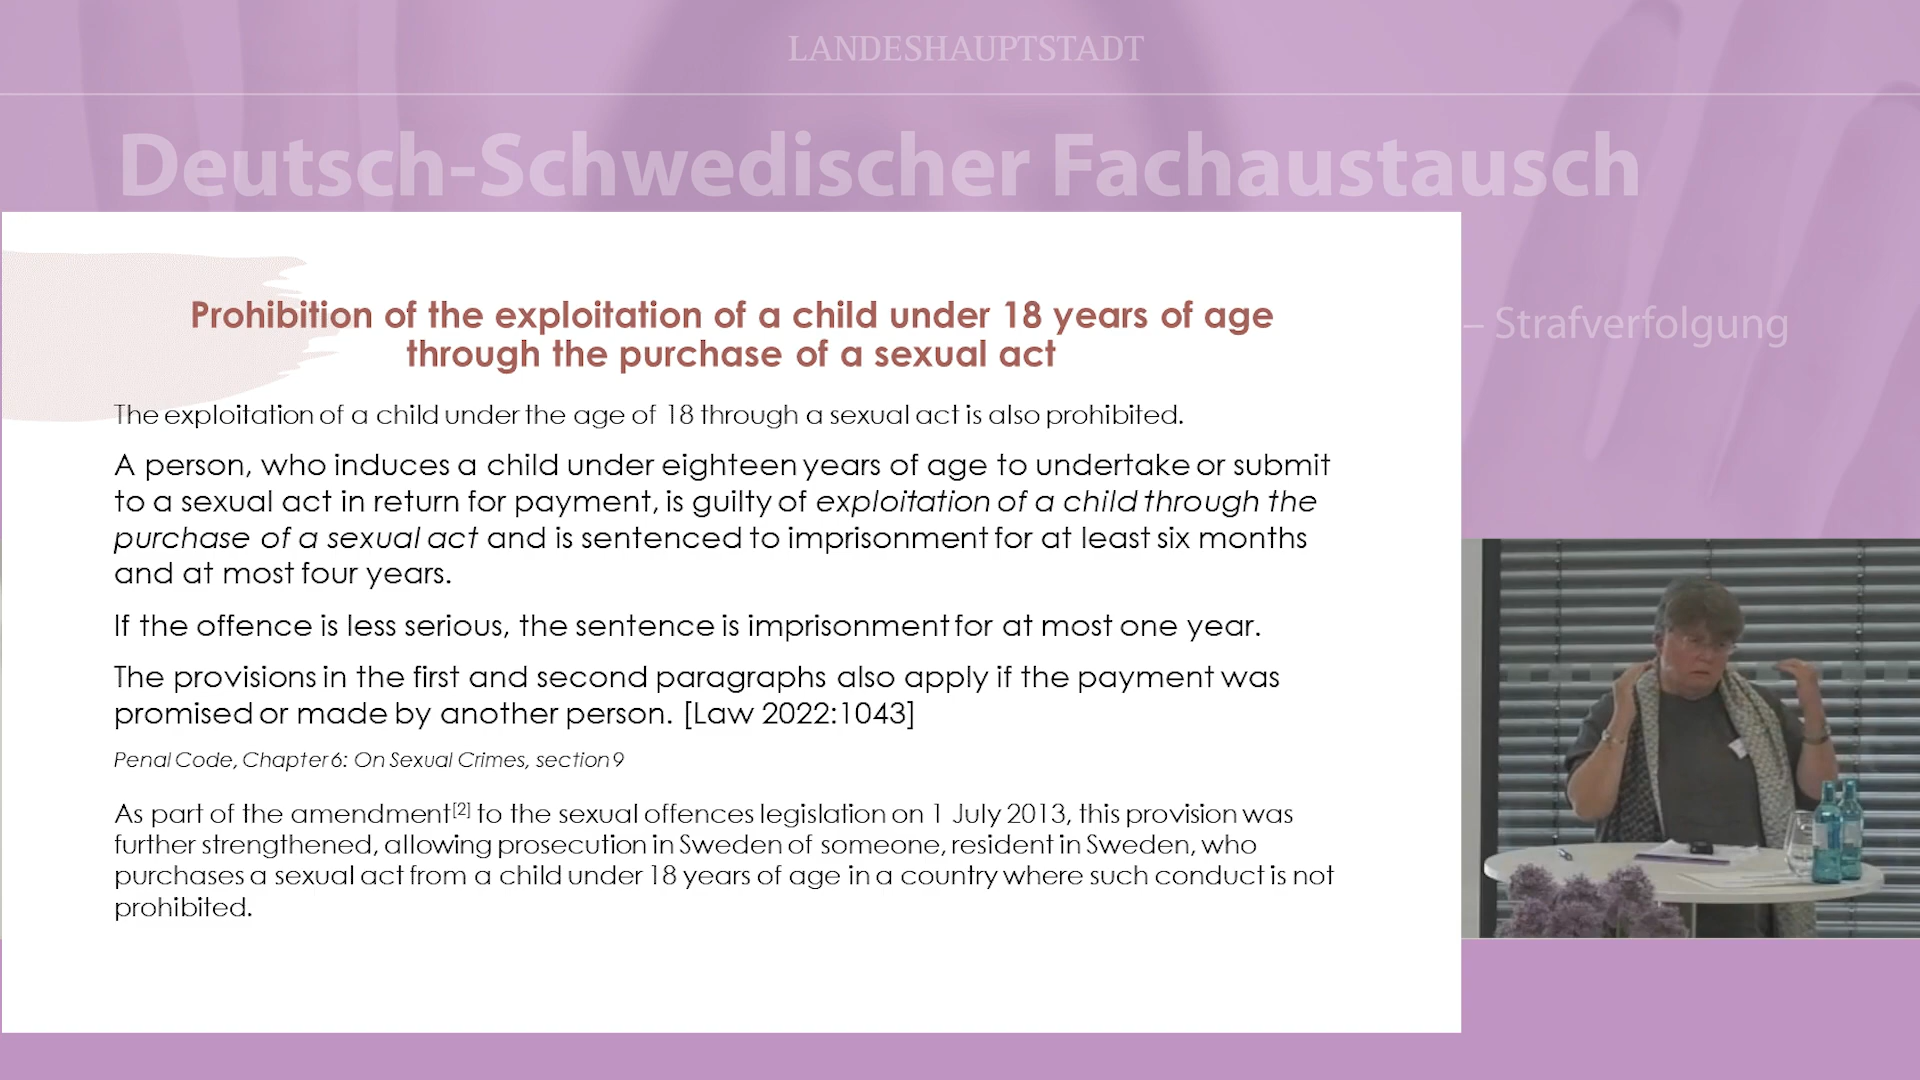 LANDESHAUPTSTADT
Deutsch-Schwedischer Fachaustausch
– Strafverfolgung
Prohibition of the exploitation of a child under 18 years of age
through the purchase of a sexual act
The exploitation of a child under the age of 18 through a sexual act is also prohibited.
A person, who induces a child under eighteen years of age to undertake or submit
to a sexual act in return for payment, is guilty of exploitation of a child through the
purchase of a sexual act and is sentenced to imprisonment for at least six months
and at most four years.
If the offence is less serious, the sentence is imprisonment for at most one year.
The provisions in the first and second paragraphs also apply if the payment was
promised or made by another person. [Law 2022:1043]
Penal Code, Chapter 6: On Sexual Crimes, section 9
As part of the amendment[2] to the sexual offences legislation on 1 July 2013, this provision was
further strengthened, allowing prosecution in Sweden of someone, resident in Sweden, who
purchases a sexual act from a child under 18 years of age in a country where such conduct is not
prohibited.